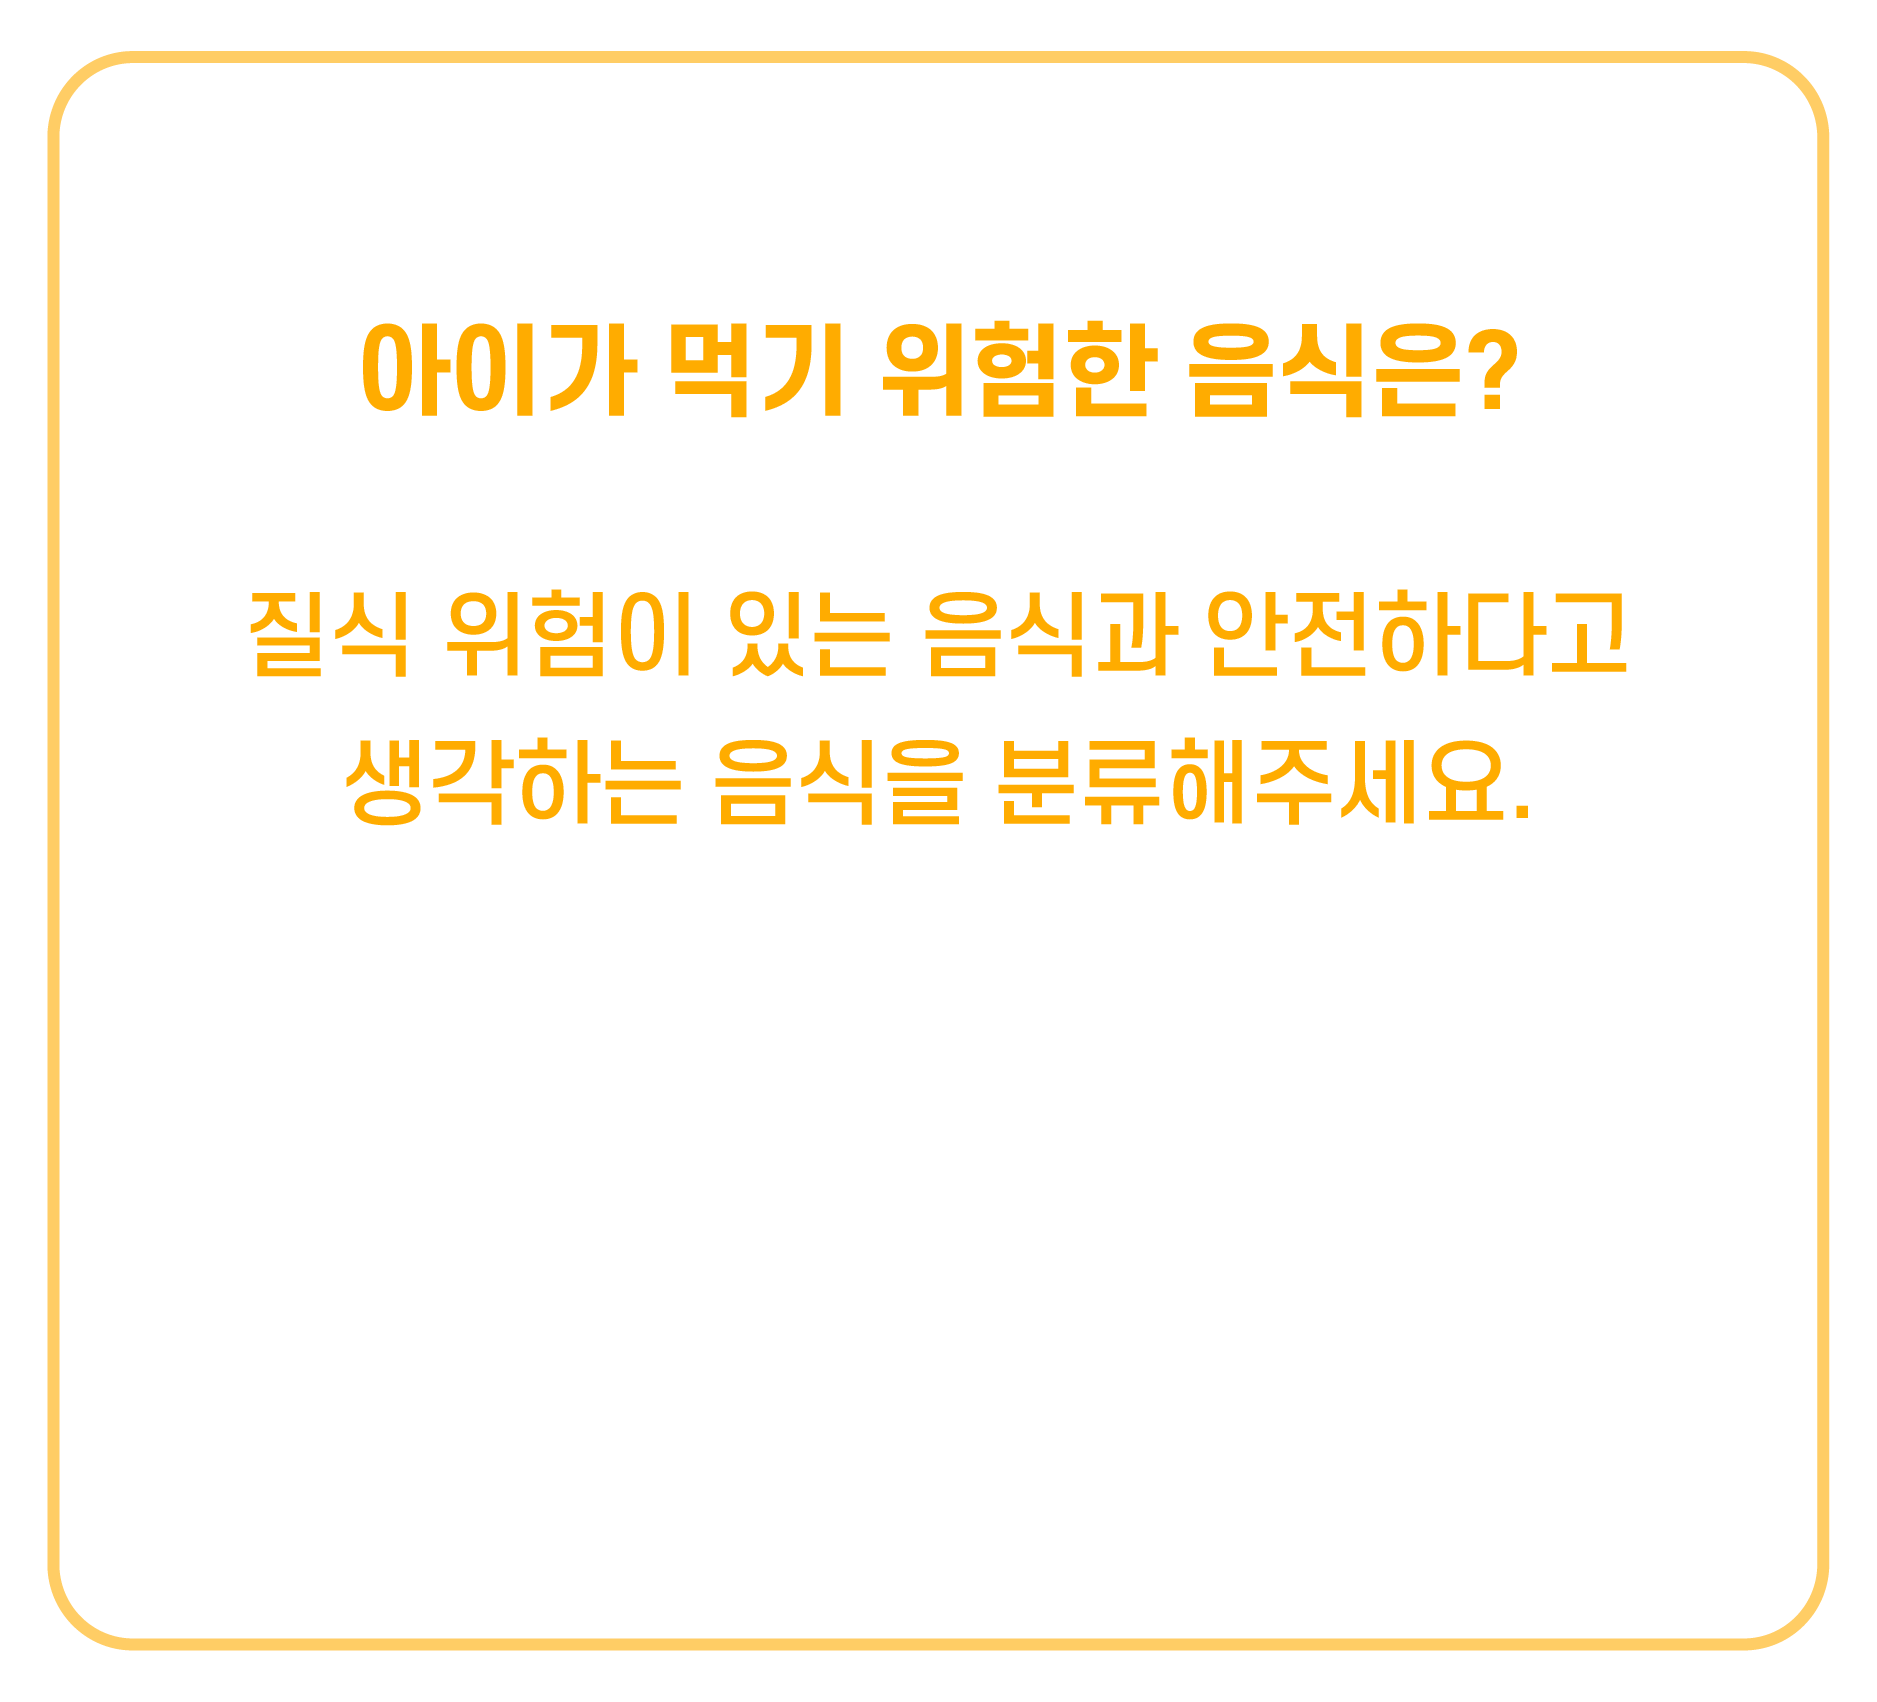 아이가 먹기 위험한 음식은?
질식 위험이 있는 음식과 안전하다고
생각하는 음식을 분류해주세요.